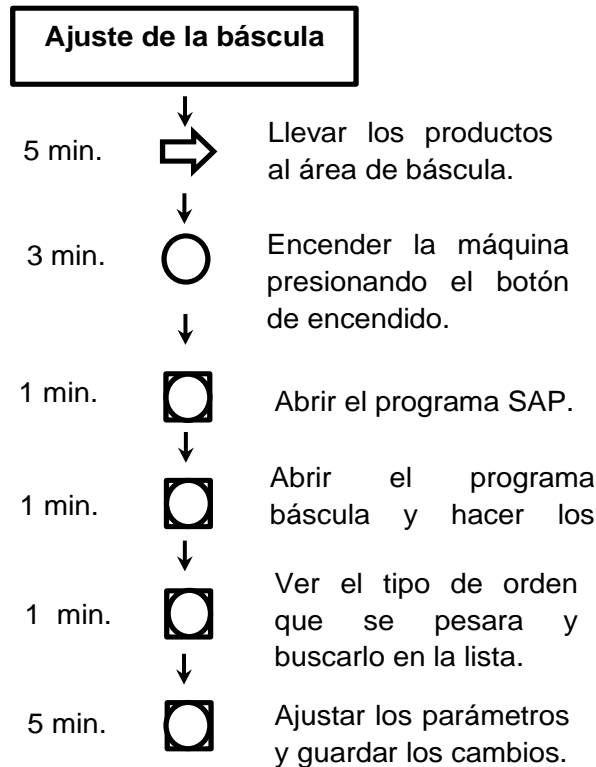 Ajuste de la báscula
5 min.
Llevar los productos
al área de báscula.
3 min.
Encender la máquina
presionando el botón
de encendido.
1 min.
Abrir el programa SAP.
1 min.
Abrir el programa
báscula y hacer los
1 min.
Ver el tipo de orden
que se pesara y
buscarlo en la lista.
5 min.
Ajustar los parámetros
y guardar los cambios.